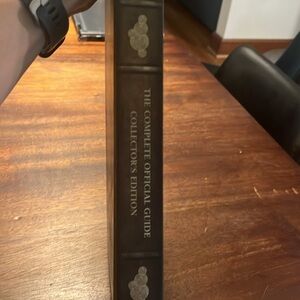 THE COMPLETE OFFICIAL GUIDE
COLLECTOR'S EDITION